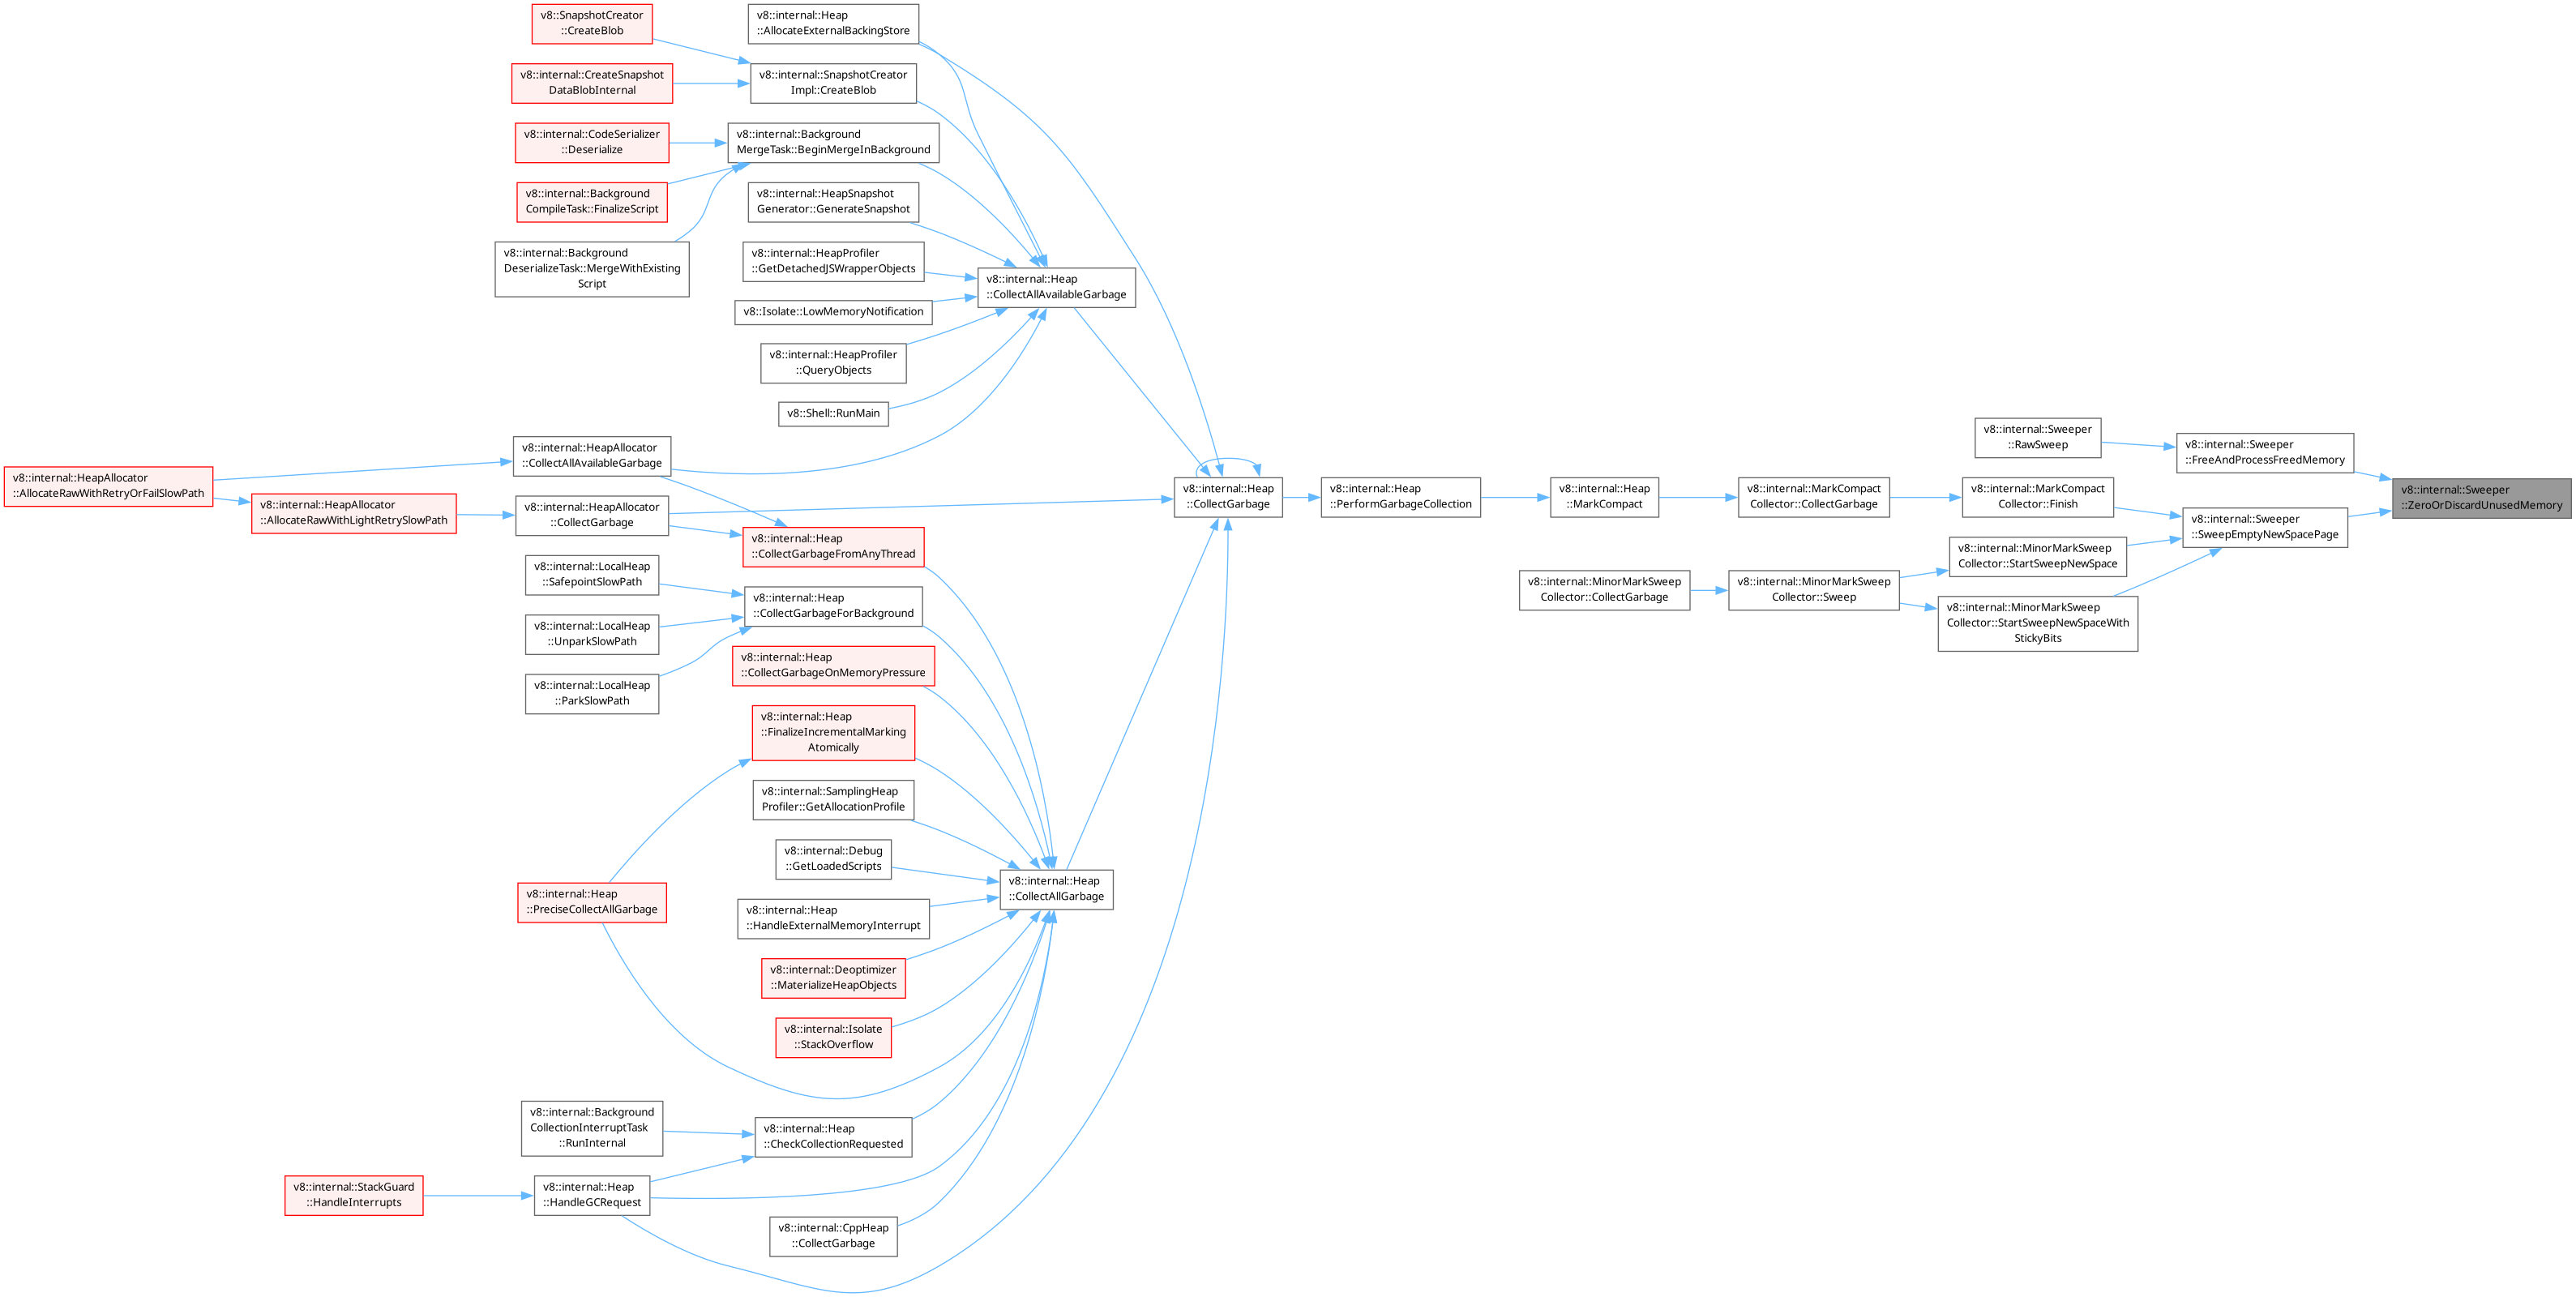 v8::SnapshotCreator
::CreateBlob
v8::internal::CreateSnapshot
DataBlobInternal
v8::internal::CodeSerializer
::Deserialize
v8::internal::Background
CompileTask::FinalizeScript
v8::internal::Background
DeserializeTask::MergeWithExisting
Script
v8::internal::Heap
::AllocateExternalBackingStore
v8::internal::SnapshotCreator
Impl::CreateBlob
v8::internal::Background
MergeTask::BeginMergeInBackground
v8::internal::HeapSnapshot
Generator::GenerateSnapshot
v8::internal::HeapProfiler
::GetDetachedJSWrapperObjects
v8::Isolate::LowMemoryNotification
v8::internal::HeapProfiler
::QueryObjects
v8::Shell::RunMain
v8::internal::Heap
::CollectAllAvailableGarbage
v8::internal::HeapAllocator
::AllocateRawWithRetryOrFailSlowPath
v8::internal::HeapAllocator
::AllocateRawWithLightRetrySlowPath
v8::internal::HeapAllocator
::CollectAllAvailableGarbage
v8::internal::HeapAllocator
::CollectGarbage
v8::internal::Heap
::CollectGarbageFromAnyThread
v8::internal::LocalHeap
::SafepointSlowPath
v8::internal::LocalHeap
::UnparkSlowPath
v8::internal::LocalHeap
::ParkSlowPath
v8::internal::Heap
::CollectGarbageForBackground
v8::internal::Heap
::CollectGarbageOnMemoryPressure
v8::internal::Heap
::FinalizeIncrementalMarking
Atomically
v8::internal::SamplingHeap
Profiler::GetAllocationProfile
v8::internal::Debug
::GetLoadedScripts
v8::internal::Heap
::PreciseCollectAllGarbage
v8::internal::Heap
::HandleExternalMemoryInterrupt
v8::internal::Deoptimizer
::MaterializeHeapObjects
v8::internal::Isolate
::StackOverflow
v8::internal::Heap
::CollectAllGarbage
v8::internal::Background
CollectionInterruptTask
::RunInternal
v8::internal::Heap
::CheckCollectionRequested
v8::internal::StackGuard
::HandleInterrupts
v8::internal::Heap
::HandleGCRequest
v8::internal::CppHeap
::CollectGarbage
v8::internal::Heap
::CollectGarbage
v8::internal::Heap
::PerformGarbageCollection
v8::internal::Heap
::MarkCompact
v8::internal::MarkCompact
Collector::CollectGarbage
v8::internal::MarkCompact
Collector::Finish
v8::internal::Sweeper
::RawSweep
v8::internal::Sweeper
::FreeAndProcessFreedMemory
v8::internal::Sweeper
::ZeroOrDiscardUnusedMemory
v8::internal::Sweeper
::SweepEmptyNewSpacePage
v8::internal::MinorMarkSweep
Collector::StartSweepNewSpace
v8::internal::MinorMarkSweep
Collector::StartSweepNewSpaceWith
StickyBits
v8::internal::MinorMarkSweep
Collector::Sweep
v8::internal::MinorMarkSweep
Collector::CollectGarbage